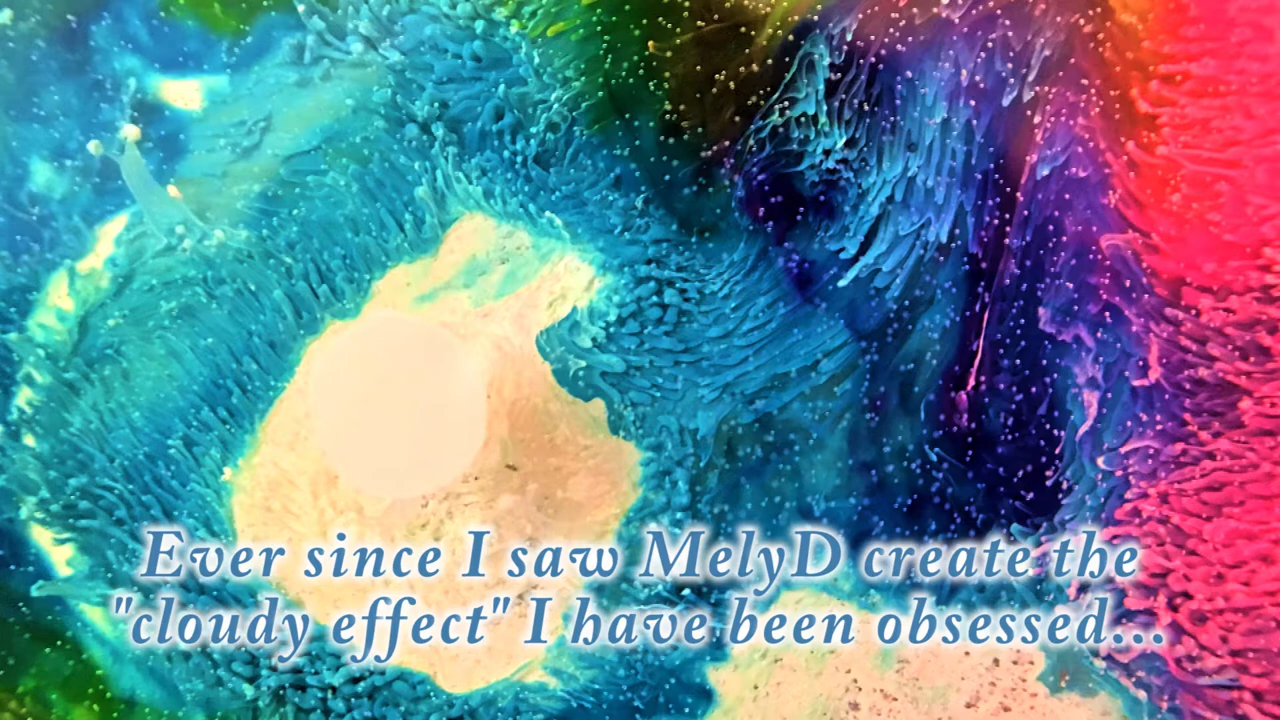 Ever since I saw MelyD create the
"cloudy effect" I have been obsessed...